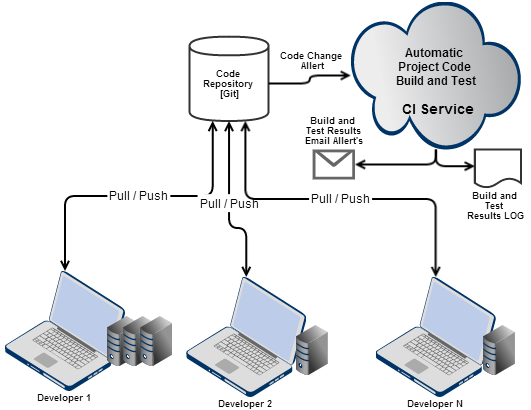 Code
Repository
[Git]
Code Change
Allert
Automatic
Project Code
Build and Test
CI Service
Build and
Test Results
Email Allert's
Build and
Test
Results LOG
Pull / Push
Pull / Push
Pull / Push
Developer 1
Developer 2
Developer N